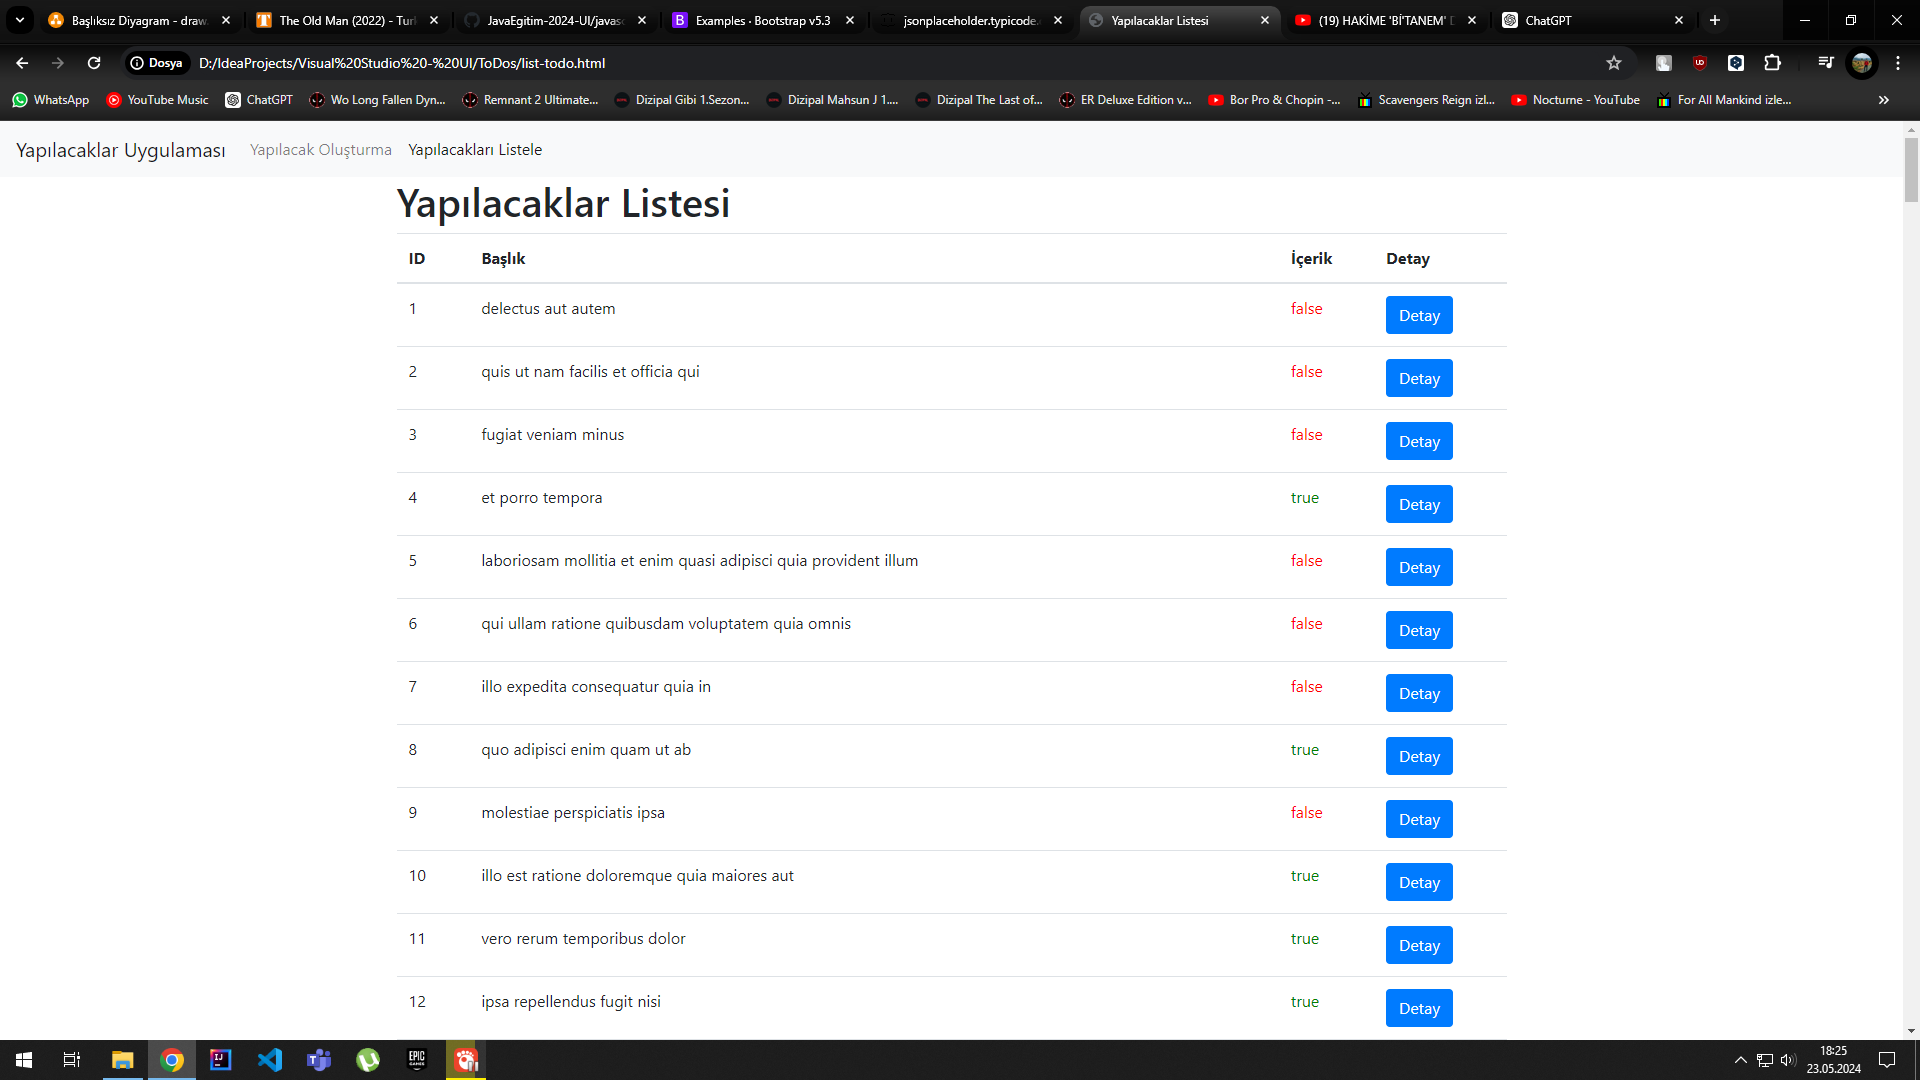 Başlıksız Diyagram - draw.
The Old Man (2022) - Turk
JavaEgitim-2024-UI/javasc
Examples · Bootstrap v5.3
jsonplaceholder.typicode.
Yapılacaklar Listesi
(19) HAKİME 'Bİ'TANEM'
ChatGPT
Dosya
D:/IdeaProjects/Visual%20Studio%20-%20UI/ToDos/list-todo.html
WhatsApp
YouTube Music
ChatGPT
Wo Long Fallen Dyn...
Remnant 2 Ultimate...
Dizipal Gibi 1.Sezon...
Dizipal Mahsun J 1....
Dizipal The Last of...
ER Deluxe Edition v...
Bor Pro & Chopin -...
Scavengers Reign izl...
Nocturne - YouTube
For All Mankind izle...
Yapılacaklar Uygulaması Yapılacak Oluşturma Yapılacakları Listele
Yapılacaklar Listesi
ID Başlık İçerik Detay
1 delectus aut autem false Detay
2 quis ut nam facilis et officia qui false Detay
3 fugiat veniam minus false Detay
4 et porro tempora true Detay
5 laboriosam mollitia et enim quasi adipisci quia provident illum false Detay
6 qui ullam ratione quibusdam voluptatem quia omnis false Detay
7 illo expedita consequatur quia in false Detay
8 quo adipisci enim quam ut ab true Detay
9 molestiae perspiciatis ipsa false Detay
10 illo est ratione doloremque quia maiores aut true Detay
11 vero rerum temporibus dolor true Detay
12 ipsa repellendus fugit nisi true Detay
18:25
23.05.2024